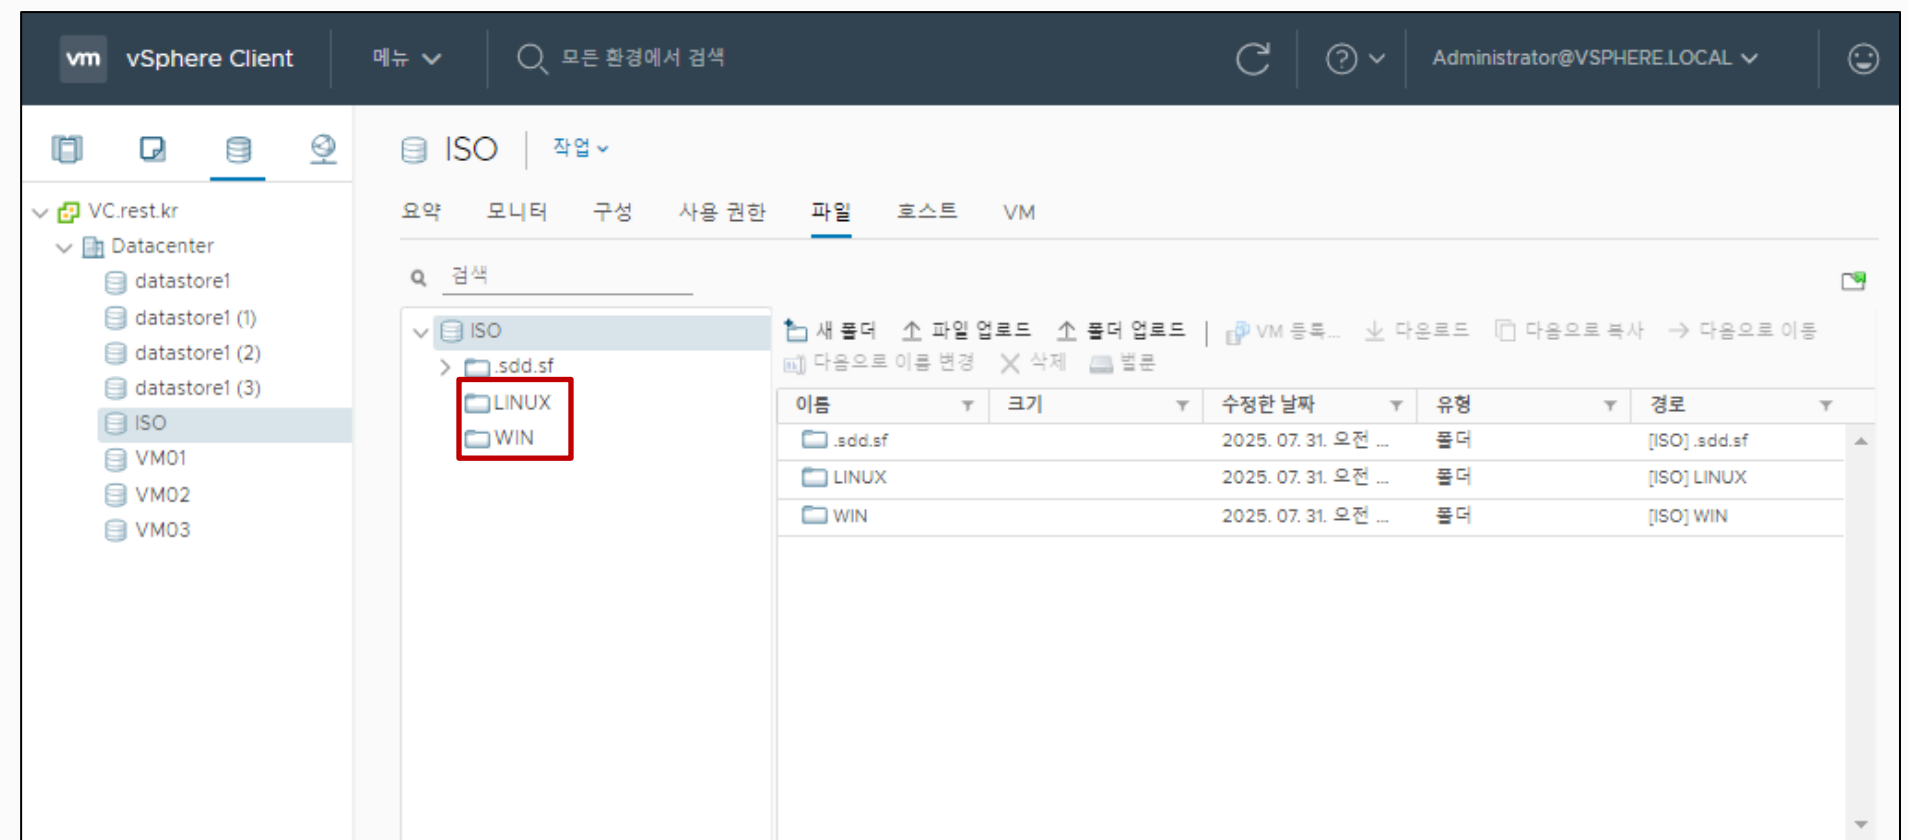 vm vSphere Client 메뉴 모든 환경에서 검색 Administrator@VSPHERE.LOCAL
VC.rest.kr
Datacenter
datastore1
datastore1 (1)
datastore1 (2)
datastore1 (3)
ISO
VM01
VM02
VM03
ISO 작업
요약 모니터 구성 사용 권한 파일 호스트 VM
검색
ISO
.sdd.sf
LINUX
WIN
새 폴더 파일 업로드 폴더 업로드 VM 등록... 다운로드 다음으로 복사 다음으로 이동
다음으로 이름 변경 삭제 벌룬
이름 크기 수정한 날짜 유형 경로
.sdd.sf 2025. 07. 31. 오전 ... 폴더 [ISO] .sdd.sf
LINUX 2025. 07. 31. 오전 ... 폴더 [ISO] LINUX
WIN 2025. 07. 31. 오전 ... 폴더 [ISO] WIN